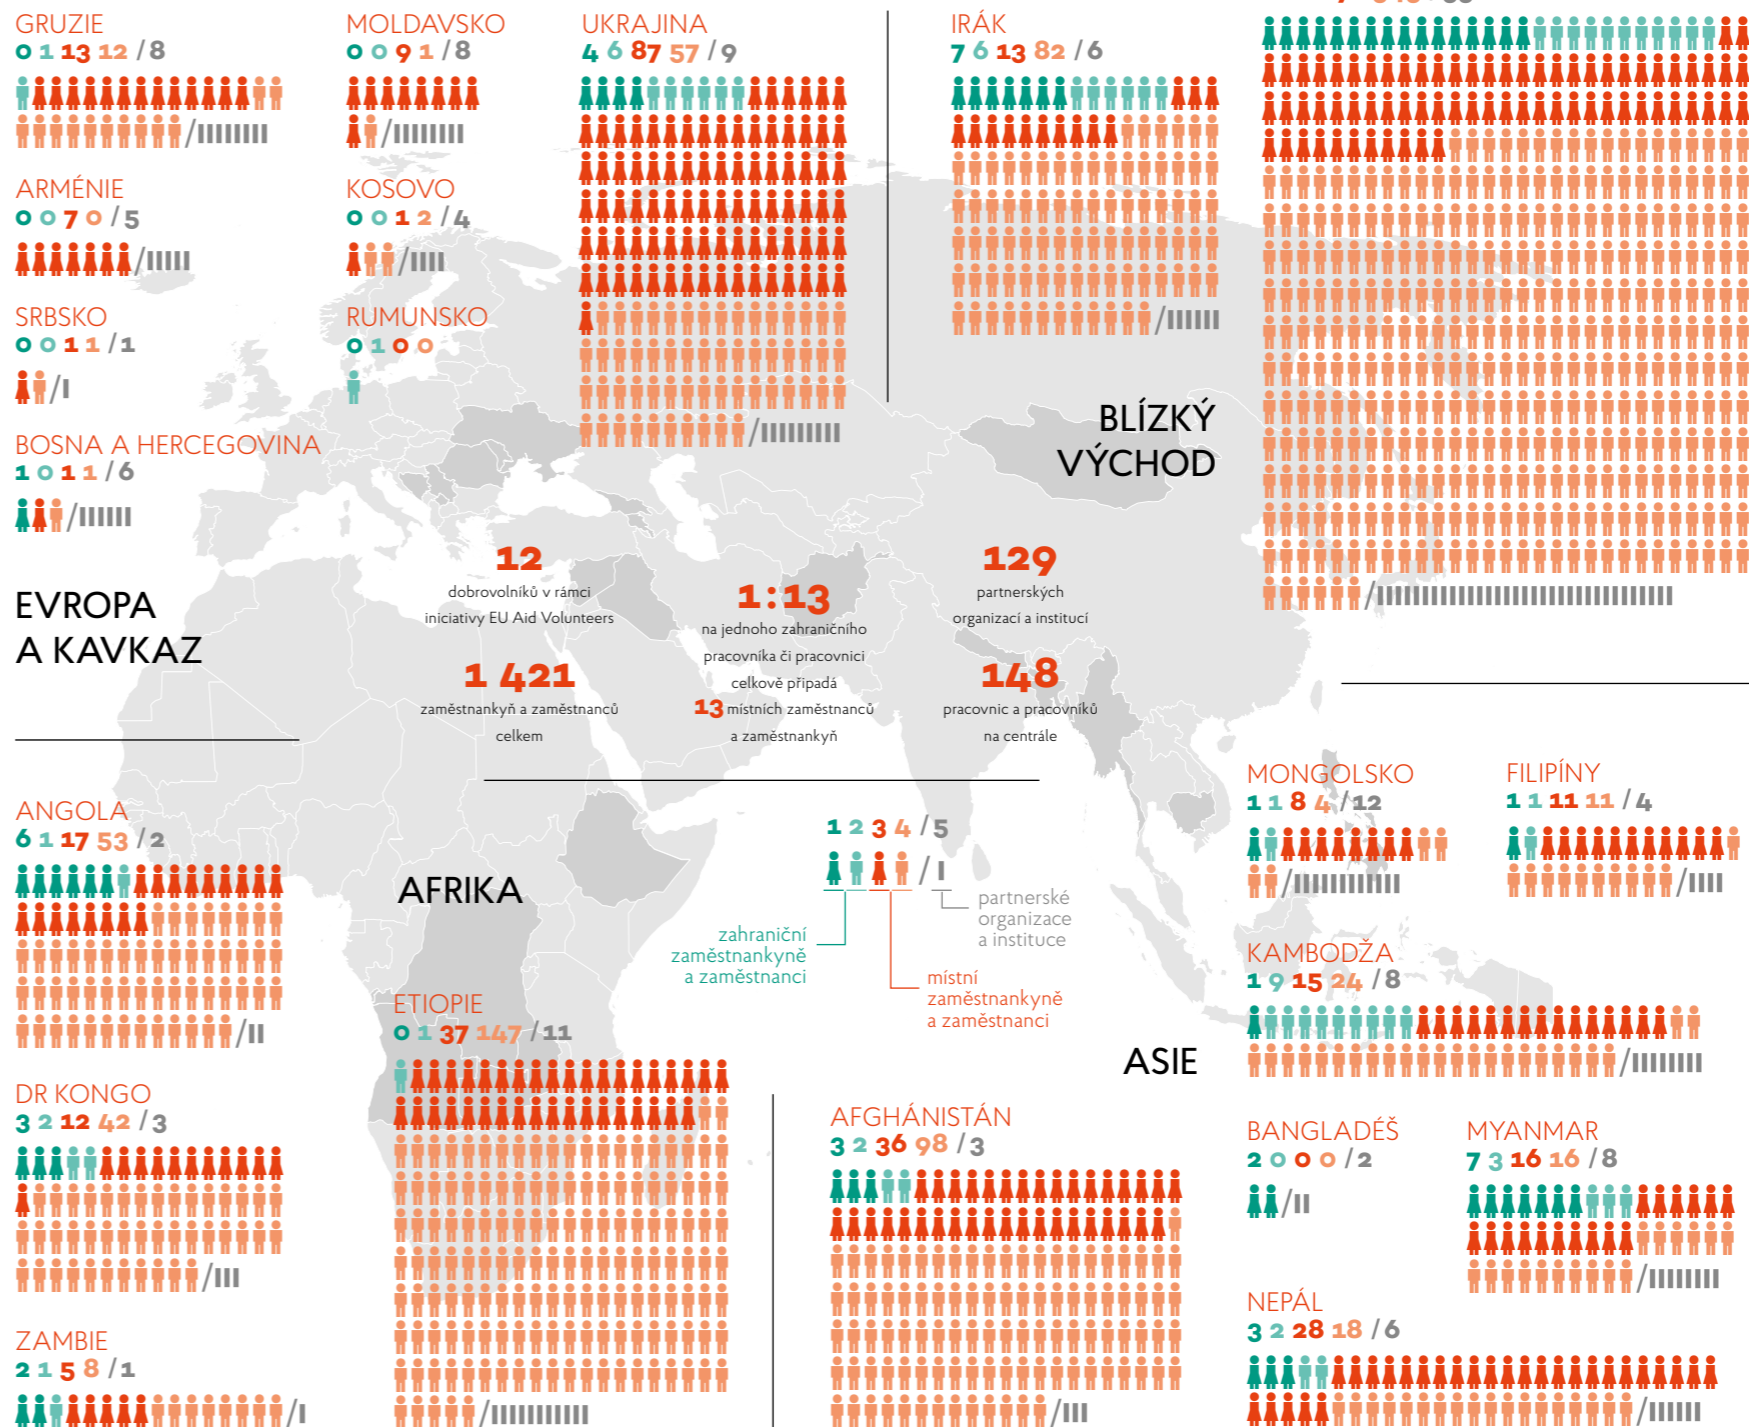 GRUZIE
0 1 13 12 / 8
MOLDAVSKO
0 0 9 1 / 8
UKRAJINA
4 6 87 57 / 9
IRÁK
7 6 13 82 / 6
ARMÉNIE
0 0 7 0 / 5
KOSOVO
0 0 1 2 / 4
SRBSKO
0 0 1 1 / 1
RUMUNSKO
0 1 0 0
BOSNA A HERCEGOVINA
1 0 1 1 / 6
BLÍZKÝ
VÝCHOD
EVROPA
A KAVKAZ
12
dobrovolníků v rámci
iniciativy EU Aid Volunteers
1 421
zaměstnankyň a zaměstnanců
celkem
1:13
na jednoho zahraničního
pracovníka či pracovnici
celkově připadá
13 místních zaměstnanců
a zaměstnankyň
129
partnerských
organizací a institucí
148
pracovnic a pracovníků
na centrále
ANGOLA
6 1 17 53 / 2
AFRIKA
DR KONGO
3 2 12 42 / 3
ETIOPIE
0 1 37 147 / 11
ZAMBIE
2 1 5 8 / 1
1 2 3 4 / 5
zahraniční
zaměstnankyně
a zaměstnanci
místní
zaměstnankyně
a zaměstnanci
partnerské
organizace
a instituce
ASIE
MONGOLSKO
1 1 8 4 / 12
FILIPÍNY
1 1 11 11 / 4
KAMBODŽA
1 9 15 24 / 8
AFGHÁNISTÁN
3 2 36 98 / 3
BANGLADÉŠ
2 0 0 0 / 2
MYANMAR
7 3 16 16 / 8
NEPÁL
3 2 28 18 / 6